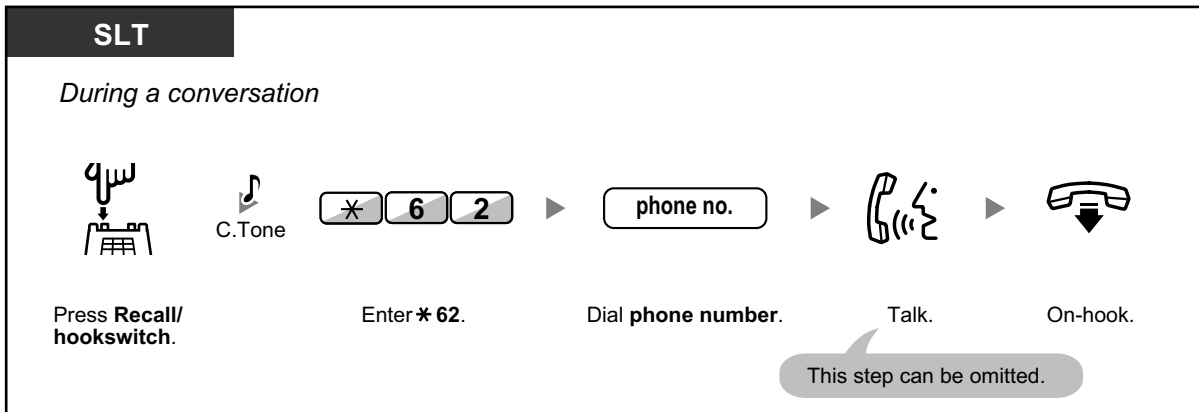 SLT
During a conversation
C.Tone
* 6 2
phone no.
Press Recall/
hookswitch.
Enter * 62.
Dial phone number.
Talk.
On-hook.
This step can be omitted.